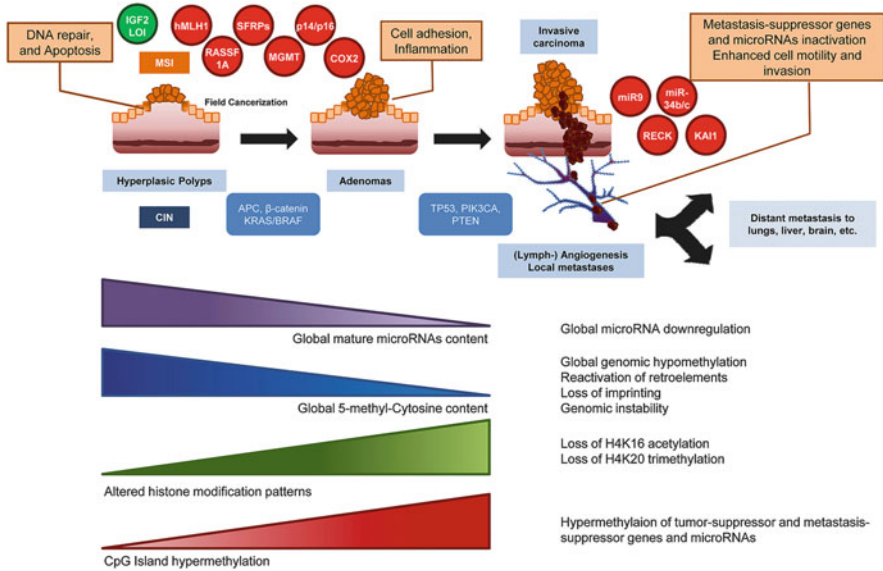 DNA repair,
and Apoptosis
IGF2
LOI
hMLH1
SFRPs
p14/p16
RASSF
1A
MGMT
COX2
MSI
Cell adhesion,
Inflammation
Invasive
carcinoma
Metastasis-suppressor genes
and microRNAs inactivation
Enhanced cell motility and
invasion
miR9
miR-
34b/c
RECK
KAI1
Field Cancerization
Hyperplasic Polyps
Adenomas
CIN
APC, β-catenin
KRAS/BRAF
TP53, PIK3CA,
PTEN
(Lymph-) Angiogenesis
Local metastases
Distant metastasis to
lungs, liver, brain, etc.
Global mature microRNAs content
Global microRNA downregulation
Global 5-methyl-Cytosine content
Global genomic hypomethylation
Reactivation of retroelements
Loss of imprinting
Genomic instability
Altered histone modification patterns
Loss of H4K16 acetylation
Loss of H4K20 trimethylation
CpG Island hypermethylation
Hypermethylaion of tumor-suppressor and metastasis-
suppressor genes and microRNAs